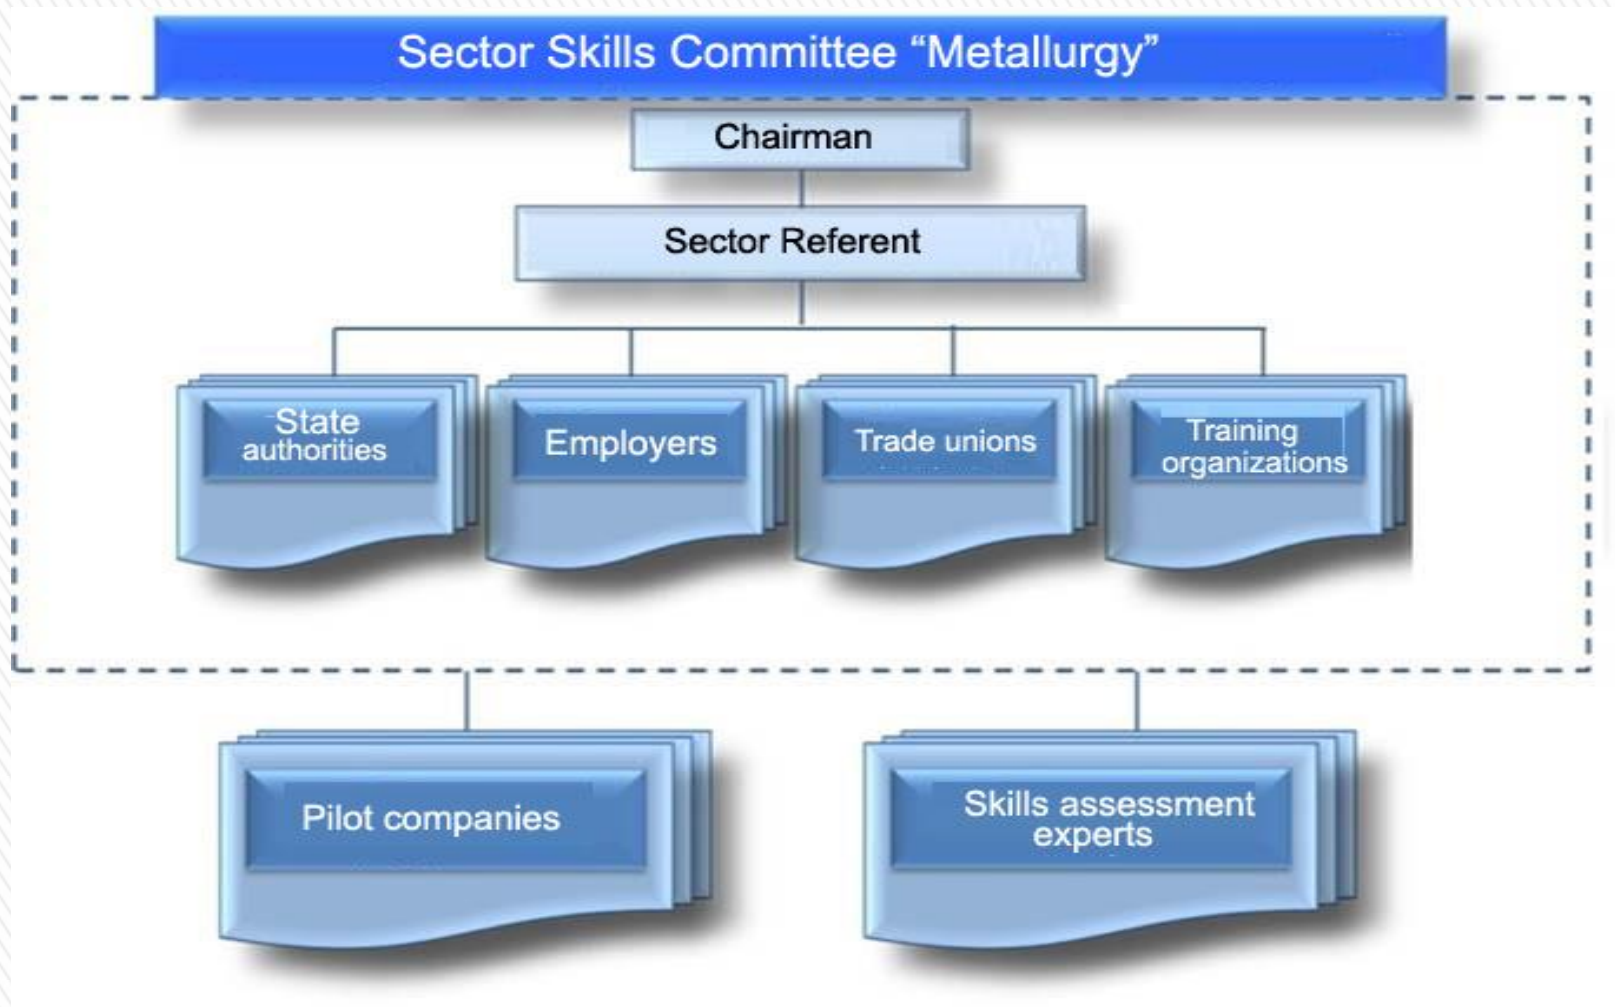 Sector Skills Committee “Metallurgy”
Chairman
Sector Referent
State
authorities
Employers
Trade unions
Training
organizations
Pilot companies
Skills assessment
experts